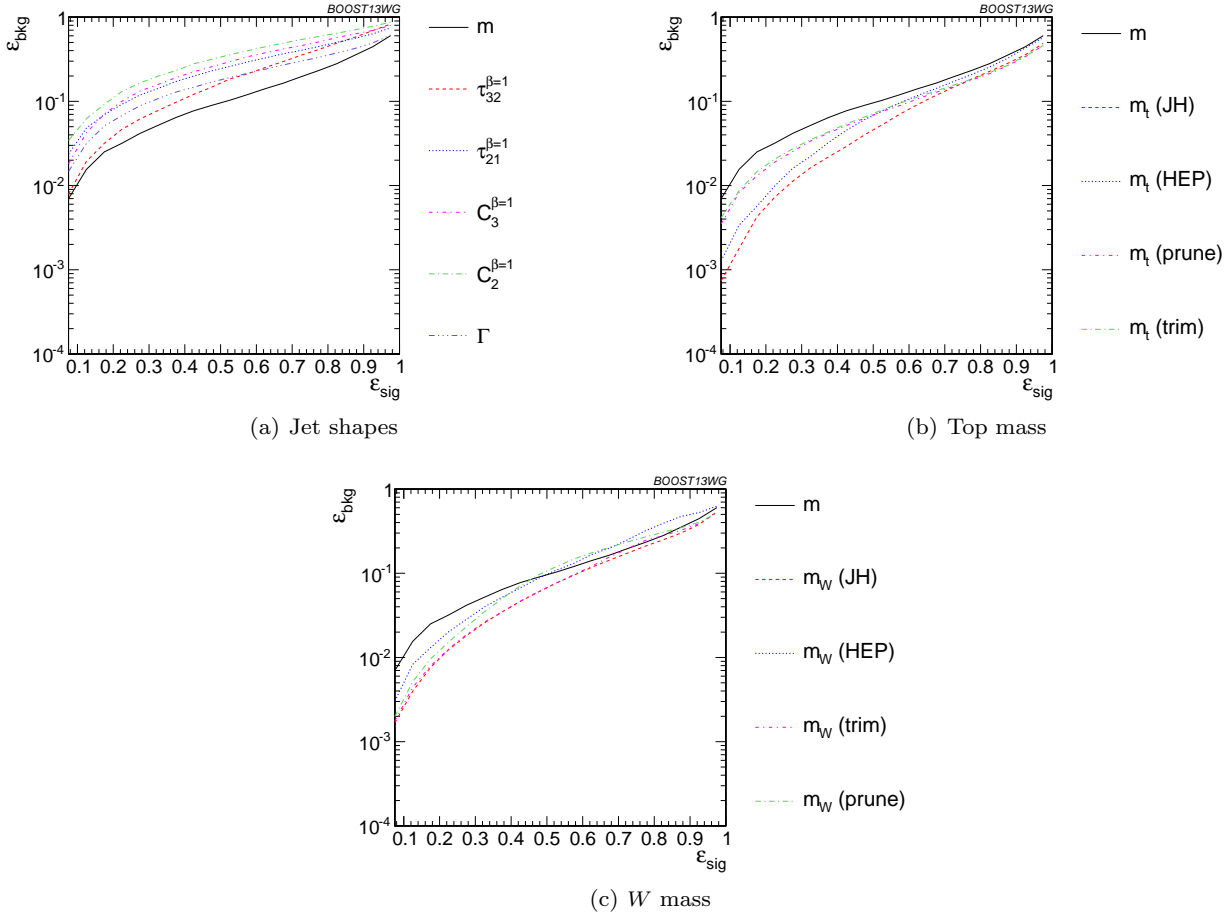 BOOST13WG
ε_bkg
1
10^-1
10^-2
10^-3
10^-4
0.1 0.2 0.3 0.4 0.5 0.6 0.7 0.8 0.9 1
ε_sig
m
τ_32^β=1
τ_21^β=1
C_3^β=1
C_2^β=1
Γ
(a) Jet shapes
BOOST13WG
ε_bkg
1
10^-1
10^-2
10^-3
10^-4
0.1 0.2 0.3 0.4 0.5 0.6 0.7 0.8 0.9 1
ε_sig
m
m_t (JH)
m_t (HEP)
m_t (prune)
m_t (trim)
(b) Top mass
BOOST13WG
ε_bkg
1
10^-1
10^-2
10^-3
10^-4
0.1 0.2 0.3 0.4 0.5 0.6 0.7 0.8 0.9 1
ε_sig
m
m_W (JH)
m_W (HEP)
m_W (trim)
m_W (prune)
(c) W mass